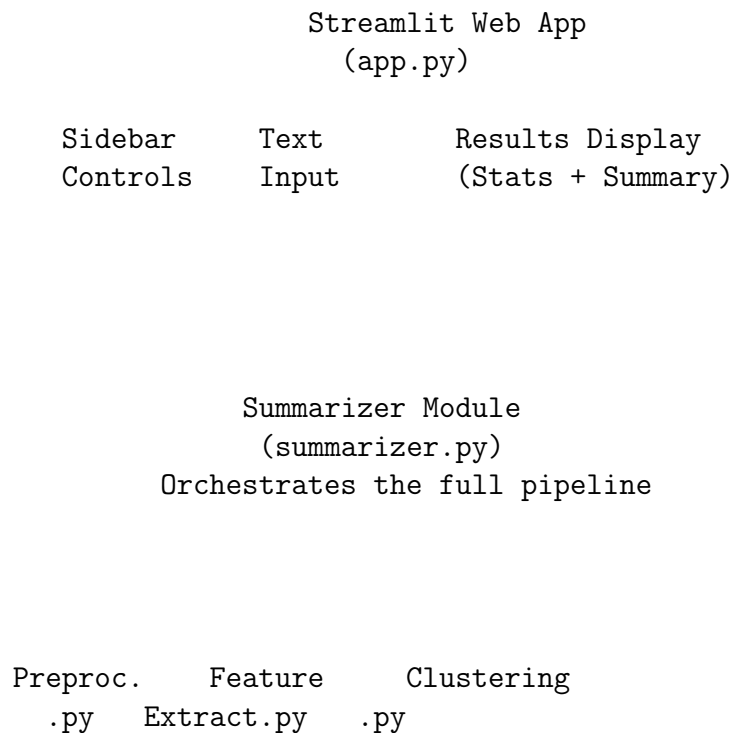 Streamlit Web App
(app.py)
Sidebar Text Results Display
Controls Input (Stats + Summary)
Summarizer Module
(summarizer.py)
Orchestrates the full pipeline
Preproc. Feature Clustering
.py Extract.py .py